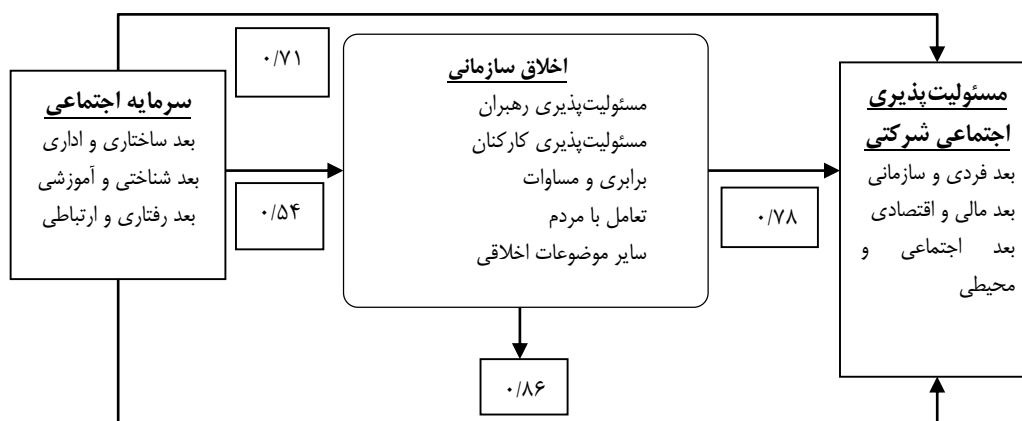 مسئولیت‌پذیری
اجتماعی شرکتی
بعد فردی و سازمانی
بعد مالی و اقتصادی
بعد اجتماعی و
محیطی
اخلاق سازمانی
مسئولیت‌پذیری رهبران
مسئولیت‌پذیری کارکنان
برابری و مساوات
تعامل با مردم
سایر موضوعات اخلاقی
سرمایه اجتماعی
بعد ساختاری و اداری
بعد شناختی و آموزشی
بعد رفتاری و ارتباطی
۰/۷۱
۰/۵۴
۰/۷۸
۰/۸۶